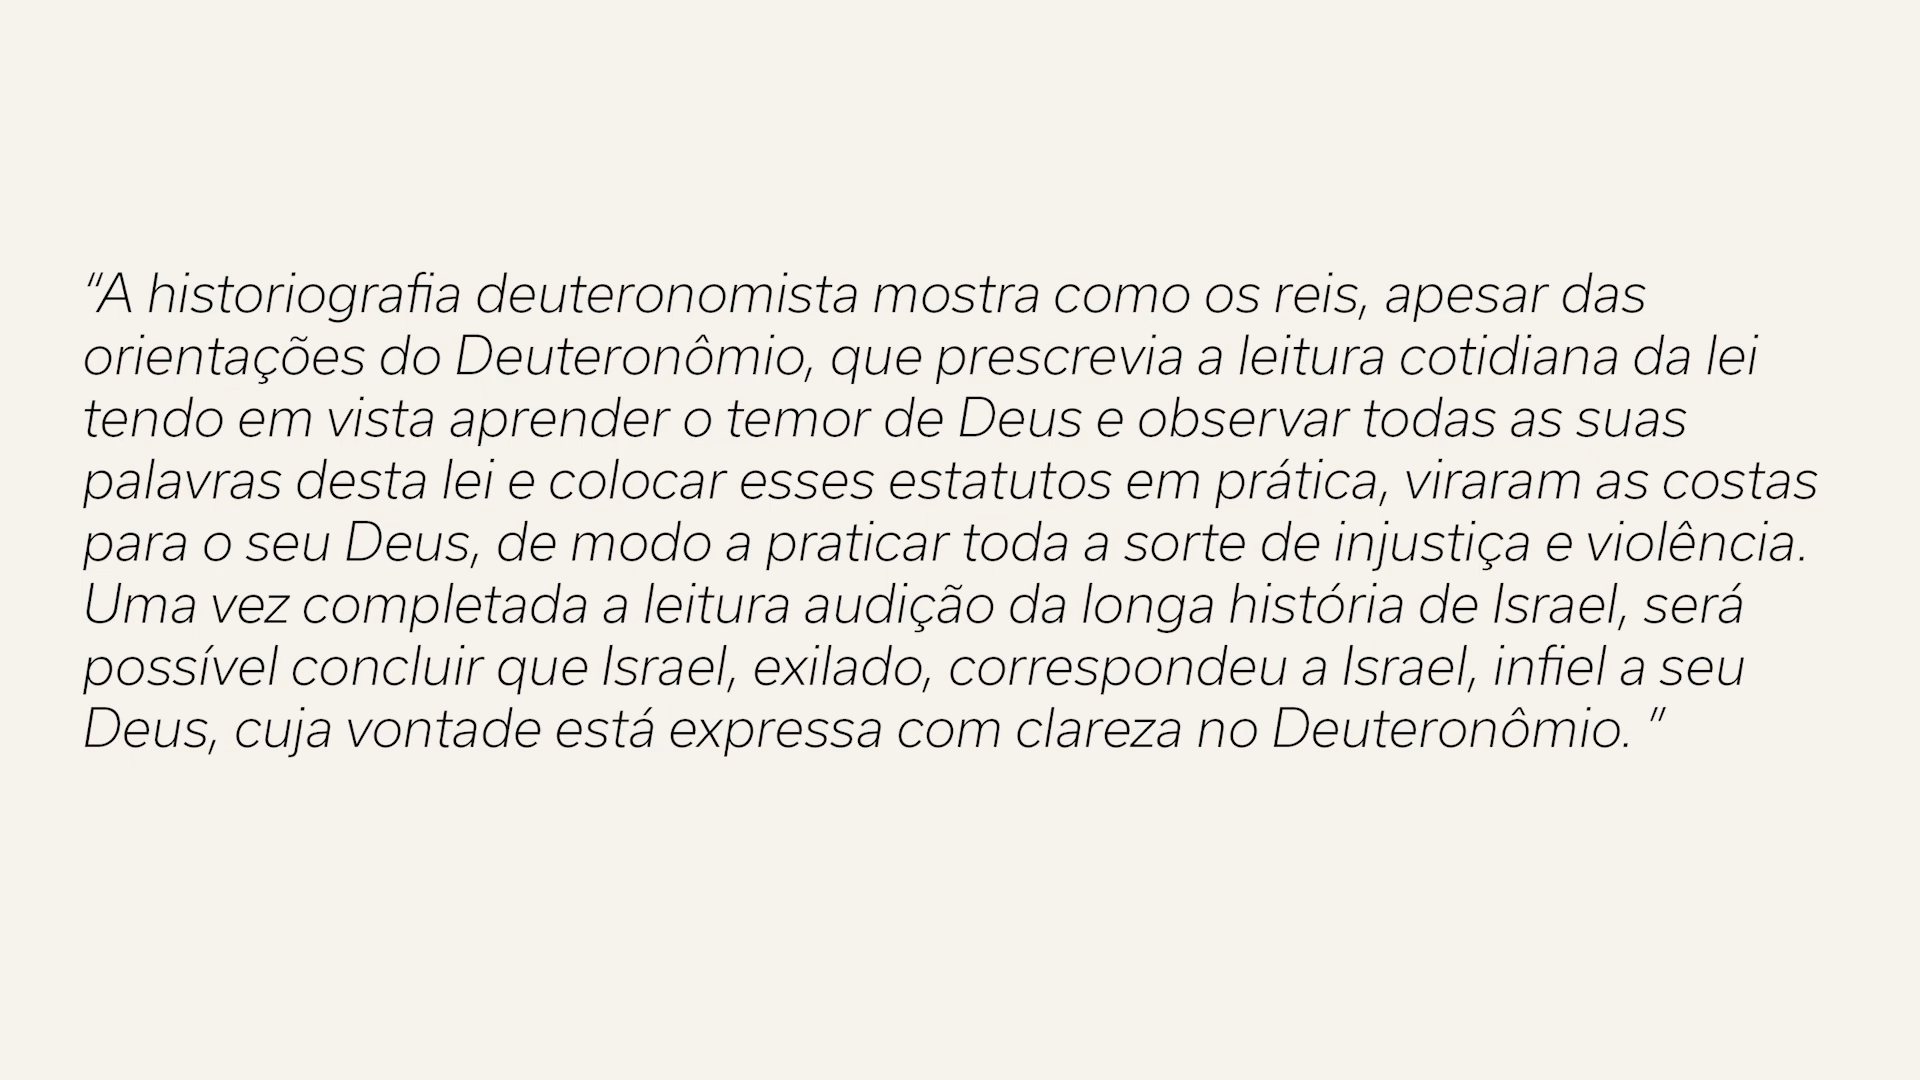 “A historiografia deuteronomista mostra como os reis, apesar das
orientações do Deuteronômio, que prescrevia a leitura cotidiana da lei
tendo em vista aprender o temor de Deus e observar todas as suas
palavras desta lei e colocar esses estatutos em prática, viraram as costas
para o seu Deus, de modo a praticar toda a sorte de injustiça e violência.
Uma vez completada a leitura audição da longa história de Israel, será
possível concluir que Israel, exilado, correspondeu a Israel, infiel a seu
Deus, cuja vontade está expressa com clareza no Deuteronômio. ”